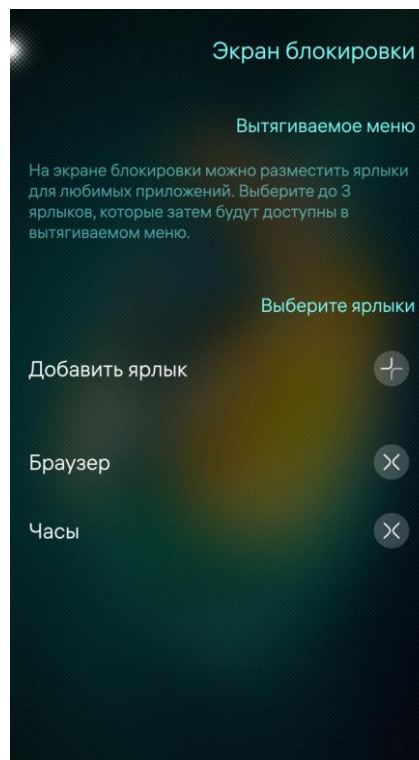 Экран блокировки
Вытягиваемое меню
На экране блокировки можно разместить ярлыки
для любимых приложений. Выберите до 3
ярлыков, которые затем будут доступны в
вытягиваемом меню.
Выберите ярлыки
Добавить ярлык
Браузер
Часы